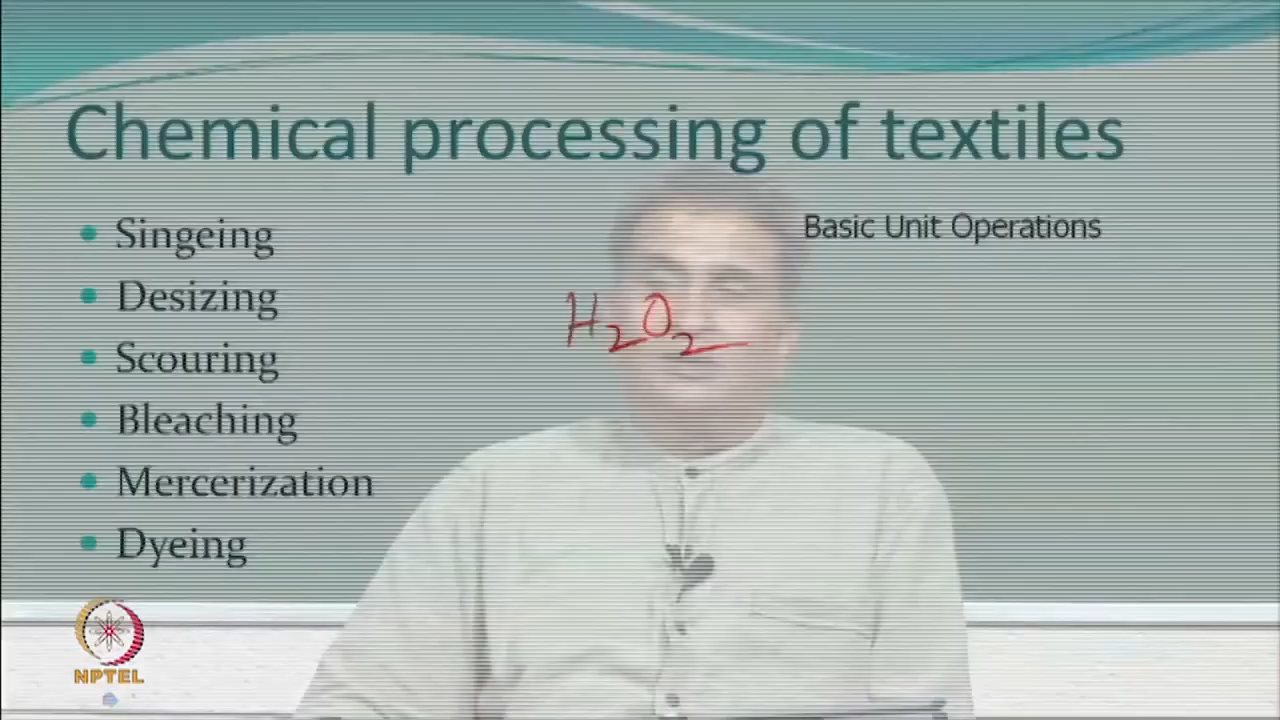 Chemical processing of textiles
Basic Unit Operations
• Singeing
• Desizing
• Scouring
• Bleaching
• Mercerization
• Dyeing
H₂O₂
NPTEL